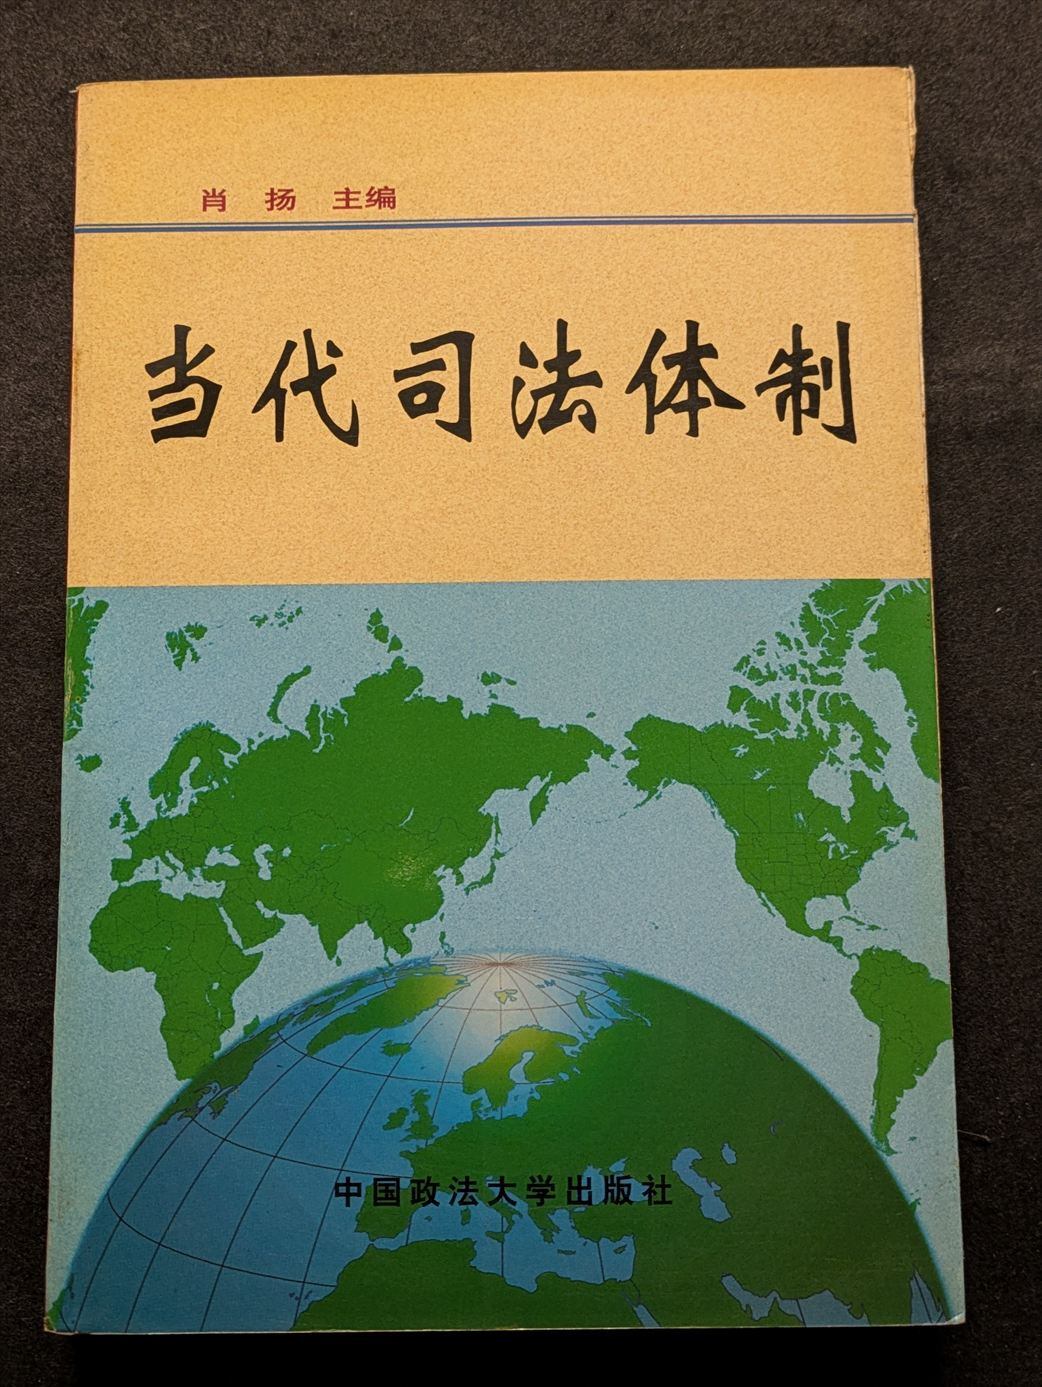 肖 扬 主编
当代司法体制
中国政法大学出版社